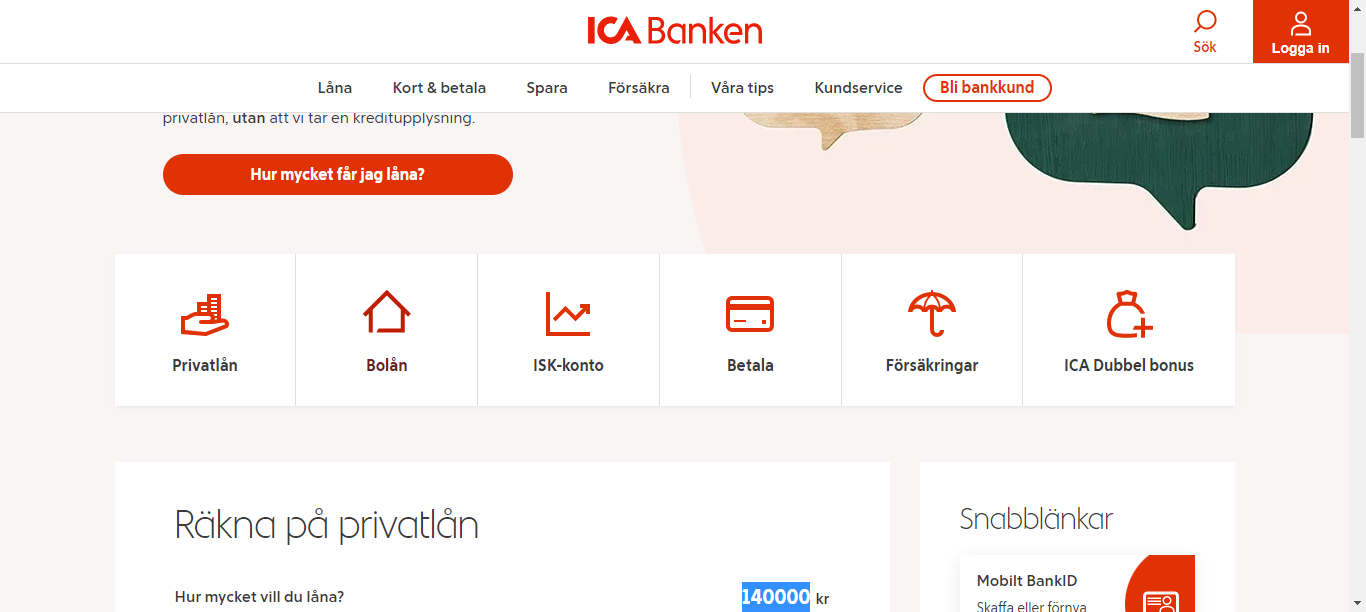 ICA Banken
Sök
Logga in
Låna
Kort & betala
Spara
Försäkra
Våra tips
Kundservice
Bli bankkund
privatlån, utan att vi tar en kreditupplysning.
Hur mycket får jag låna?
Privatlån
Bolån
ISK-konto
Betala
Försäkringar
ICA Dubbel bonus
Räkna på privatlån
Hur mycket vill du låna?
140000 kr
Snabblänkar
Mobilt BankID
Skaffa eller förnya